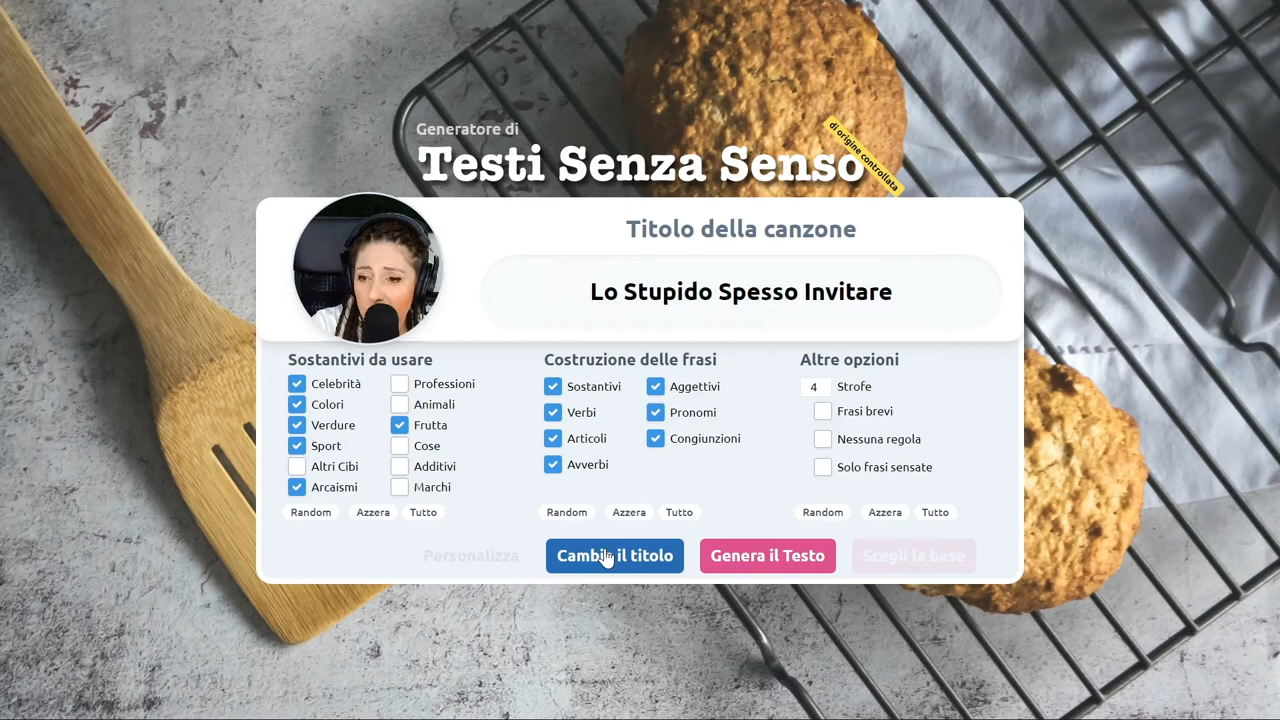 Generatore di
Testi Senza Senso
di origine controllata
Titolo della canzone
Lo Stupido Spesso Invitare
Sostantivi da usare
Celebrità
Professioni
Colori
Animali
Verdure
Frutta
Sport
Cose
Altri Cibi
Additivi
Arcaismi
Marchi
Random
Azzera
Tutto
Costruzione delle frasi
Sostantivi
Aggettivi
Verbi
Pronomi
Articoli
Congiunzioni
Avverbi
Random
Azzera
Tutto
Altre opzioni
4 Strofe
Frasi brevi
Nessuna regola
Solo frasi sensate
Random
Azzera
Tutto
Personalizza
Cambia il titolo
Genera il Testo
Scegli la base